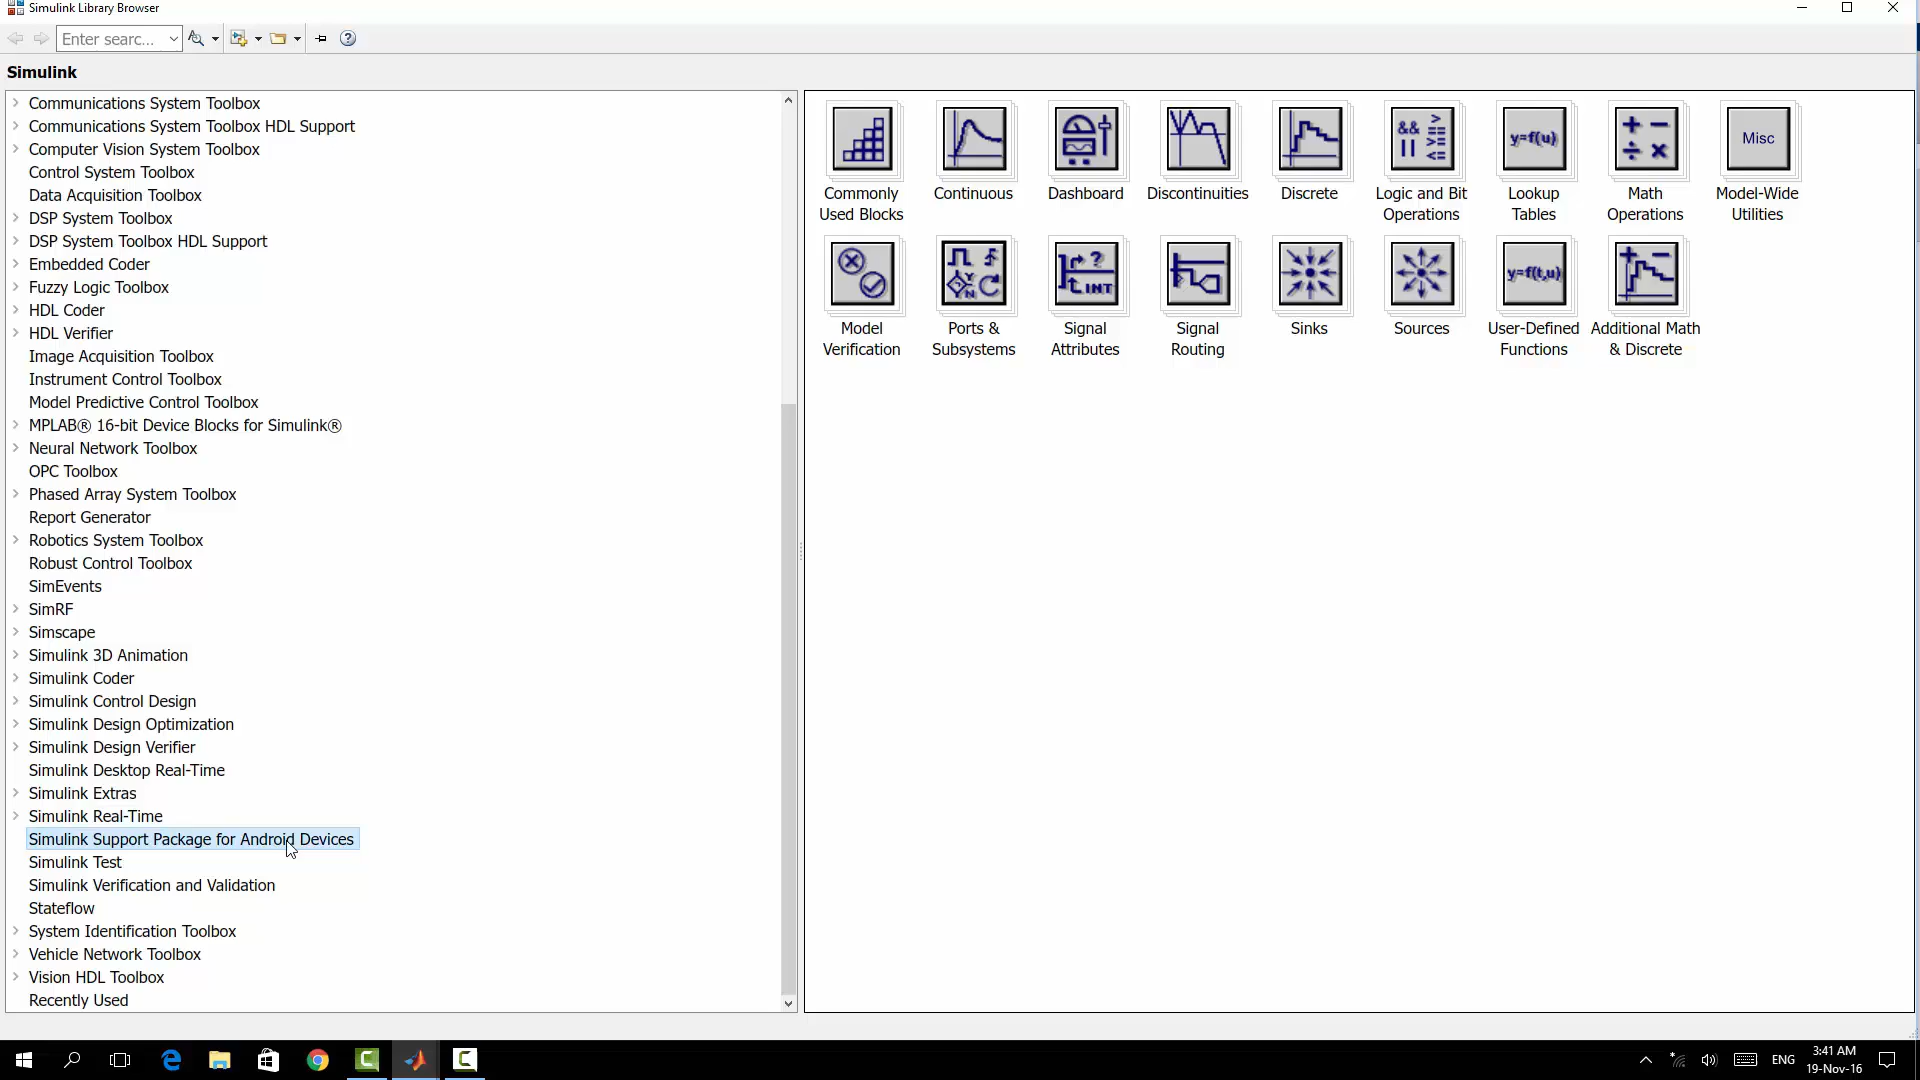 Simulink Library Browser
Enter searc...
Simulink
Communications System Toolbox
Communications System Toolbox HDL Support
Computer Vision System Toolbox
Control System Toolbox
Data Acquisition Toolbox
DSP System Toolbox
DSP System Toolbox HDL Support
Embedded Coder
Fuzzy Logic Toolbox
HDL Coder
HDL Verifier
Image Acquisition Toolbox
Instrument Control Toolbox
Model Predictive Control Toolbox
MPLAB® 16-bit Device Blocks for Simulink®
Neural Network Toolbox
OPC Toolbox
Phased Array System Toolbox
Report Generator
Robotics System Toolbox
Robust Control Toolbox
SimEvents
SimRF
Simscape
Simulink 3D Animation
Simulink Coder
Simulink Control Design
Simulink Design Optimization
Simulink Design Verifier
Simulink Desktop Real-Time
Simulink Extras
Simulink Real-Time
Simulink Support Package for Android Devices
Simulink Test
Simulink Verification and Validation
Stateflow
System Identification Toolbox
Vehicle Network Toolbox
Vision HDL Toolbox
Recently Used
&& > == || >= <=
y=f(u)
+ − ÷ ×
Misc
Commonly Used Blocks
Continuous
Dashboard
Discontinuities
Discrete
Logic and Bit Operations
Lookup Tables
Math Operations
Model-Wide Utilities
Y N
? INT
y=f(t,u)
Model Verification
Ports & Subsystems
Signal Attributes
Signal Routing
Sinks
Sources
User-Defined Functions
Additional Math & Discrete
ENG
3:41 AM
19-Nov-16